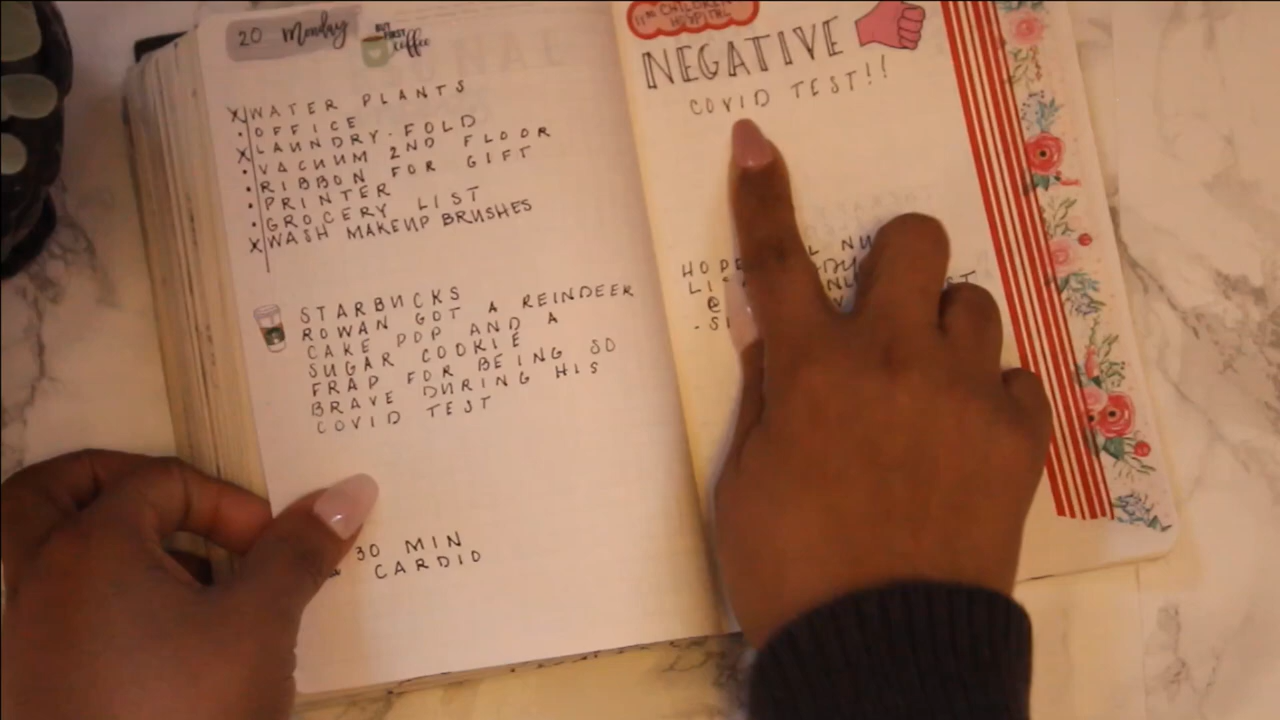 20 Monday
BUT FIRST coffee
X WATER PLANTS
· OFFICE
X LAUNDRY-FOLD
· VACUUM 2ND FLOOR
· RIBBON FOR GIFT
· PRINTER
· GROCERY LIST
X WASH MAKEUP BRUSHES
STARBUCKS
ROWAN GOT A REINDEER
CAKE POP AND A
SUGAR COOKIE
FRAP FOR BEING SO
BRAVE DURING HIS
COVID TEST
30 MIN
CARDIO
CHILDREN
HOSPITAL
NEGATIVE
COVID TEST!!